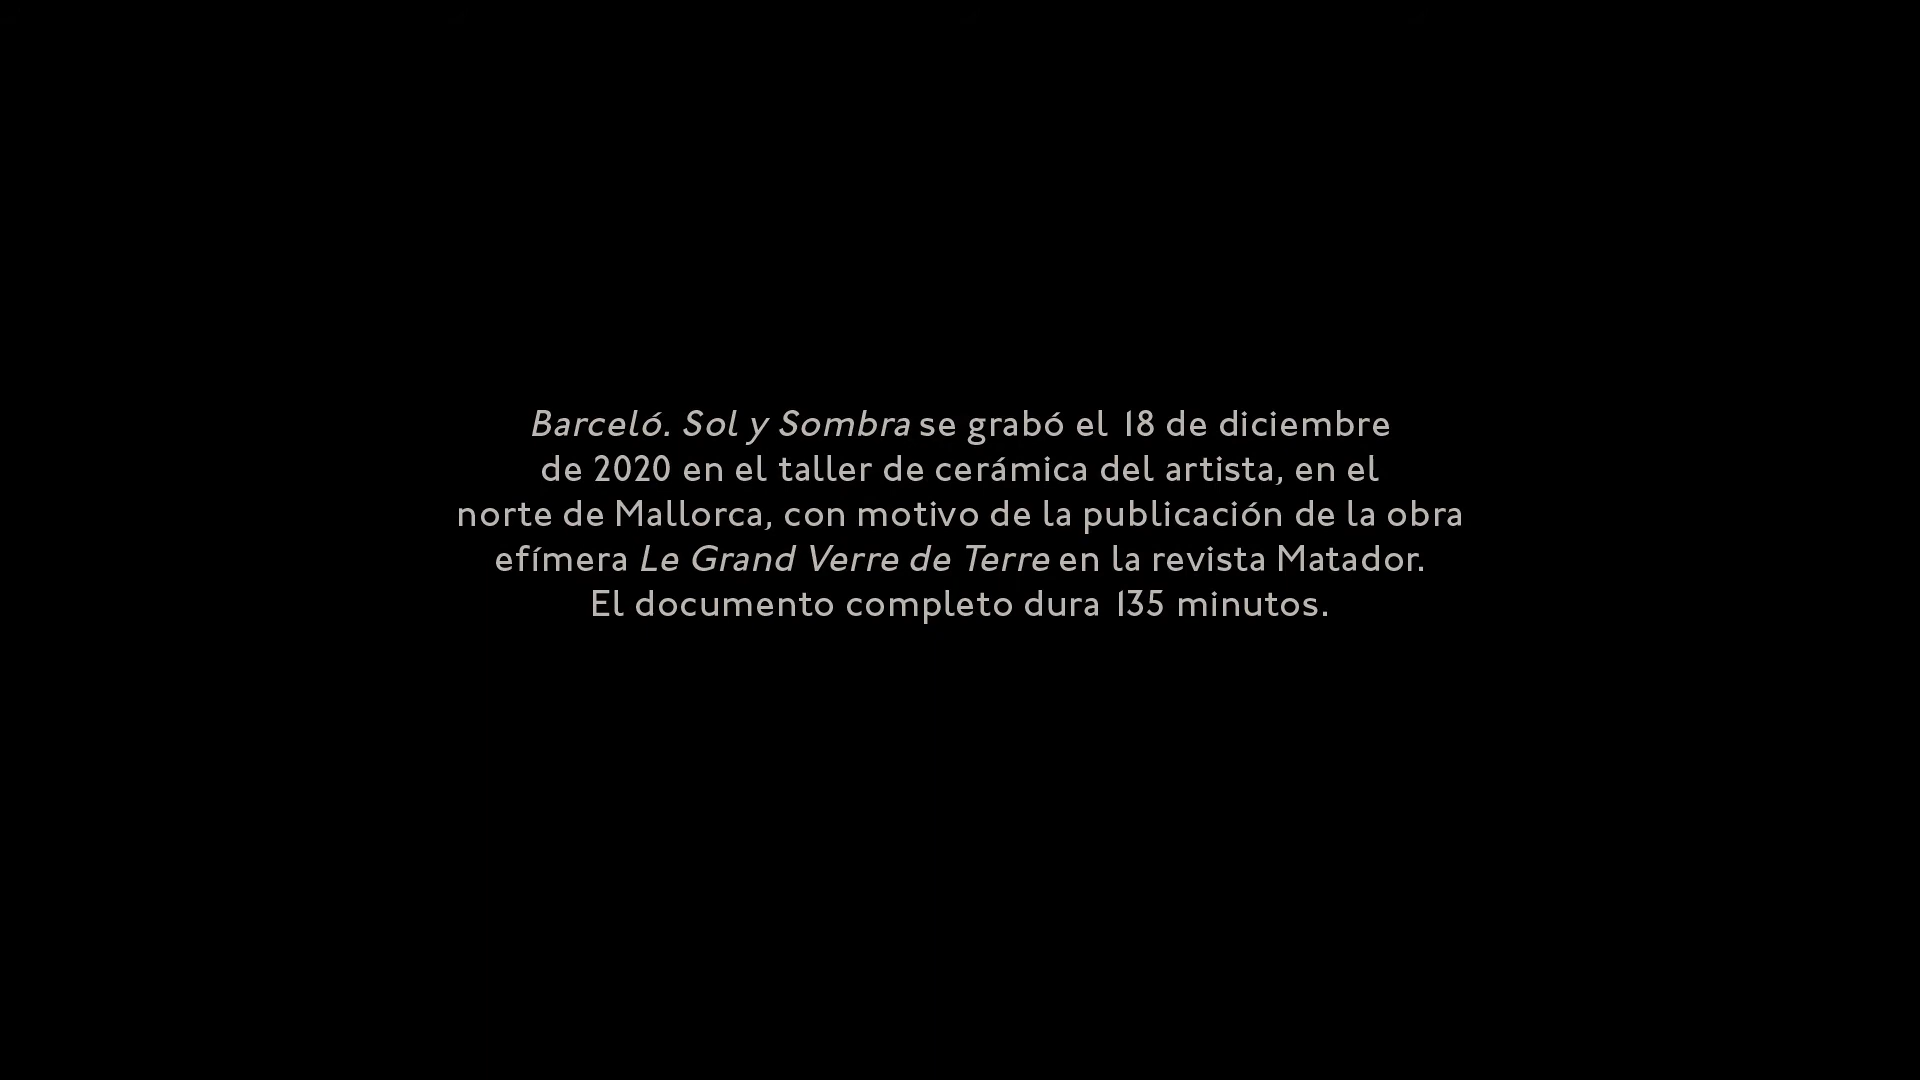 Barceló. Sol y Sombra se grabó el 18 de diciembre
de 2020 en el taller de cerámica del artista, en el
norte de Mallorca, con motivo de la publicación de la obra
efímera Le Grand Verre de Terre en la revista Matador.
El documento completo dura 135 minutos.